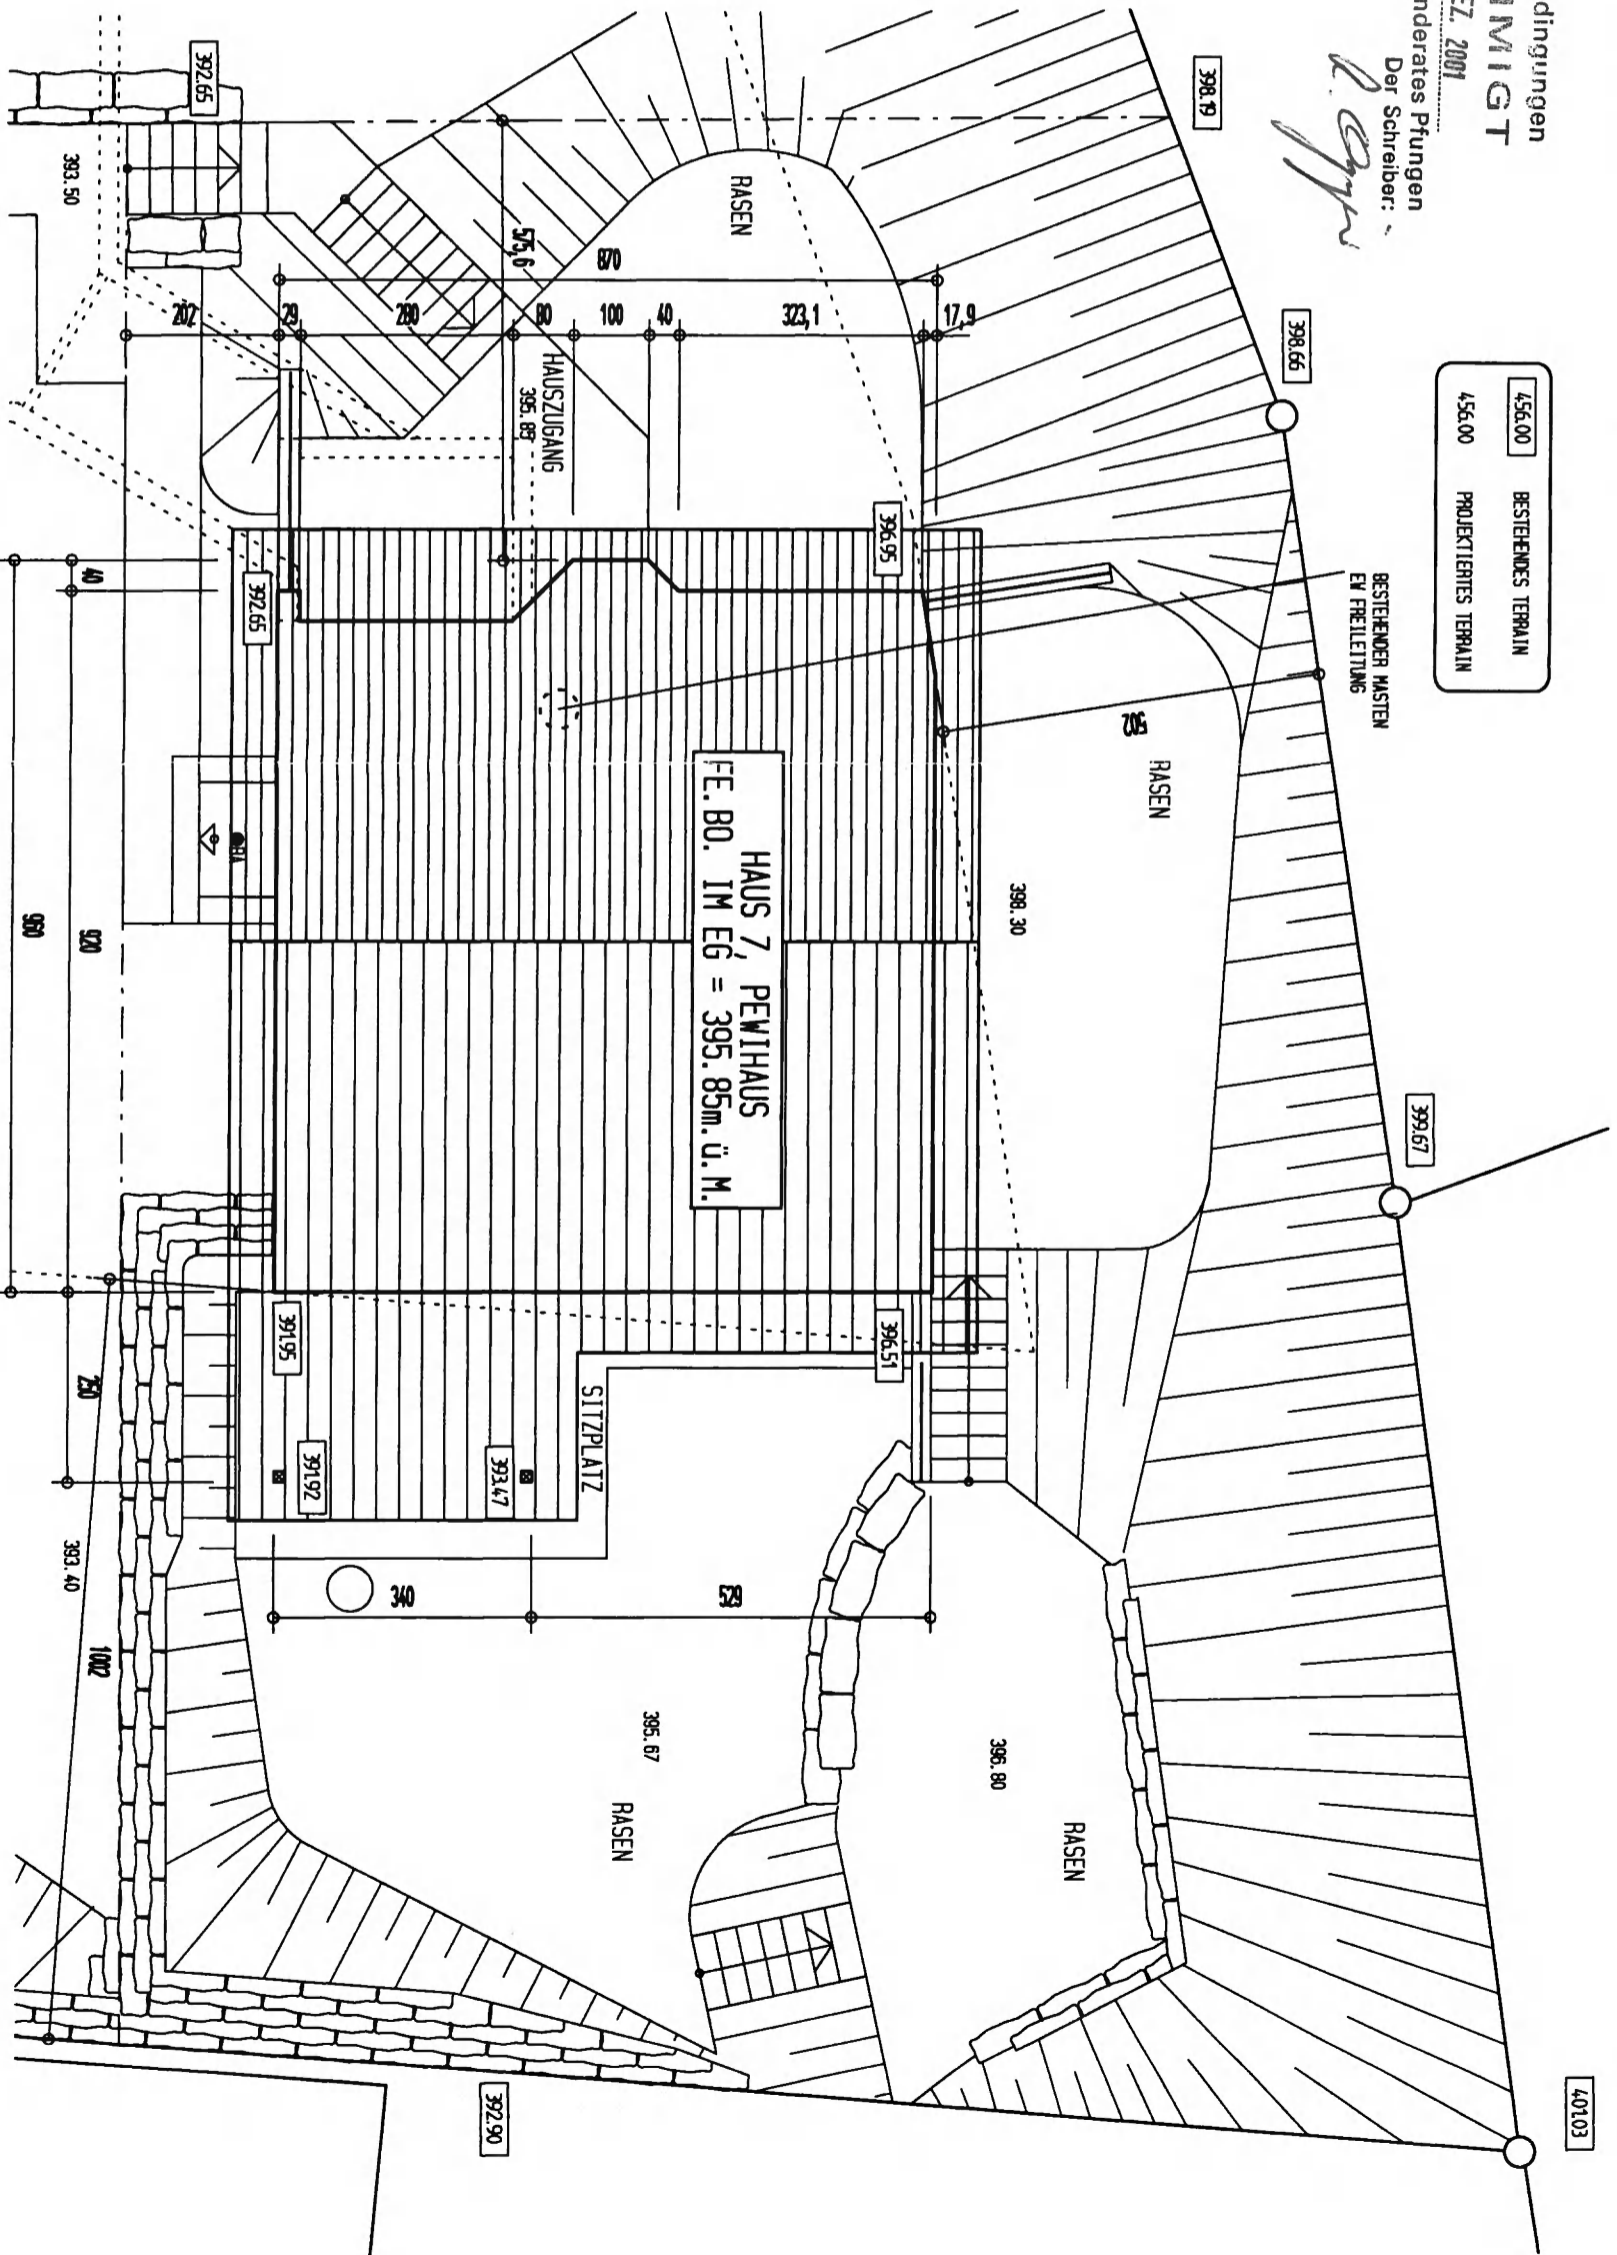 dingungen
IMIGT
EZ. 2001
nderates Pfungen
Der Schreiber:
456.00 BESTEHENDES TERRAIN
456.00 PROJEKTIERTES TERRAIN
398.19
398.66
399.67
401.03
BESTEHENDER MASTEN
EW FREILEITUNG
502
RASEN
398.30
RASEN
396.95
870
575,6
202
29
280
80
100
40
323,1
17,9
HAUSZUGANG
395.85
392.65
393.50
392.65
HAUS 7, PEWIHAUS
FE. BO. IM EG = 395.85m.ü.M.
40
920
960
250
391.95
396.51
SITZPLATZ
391.92
393.47
340
529
393.40
1002
395.67
RASEN
396.80
RASEN
392.90